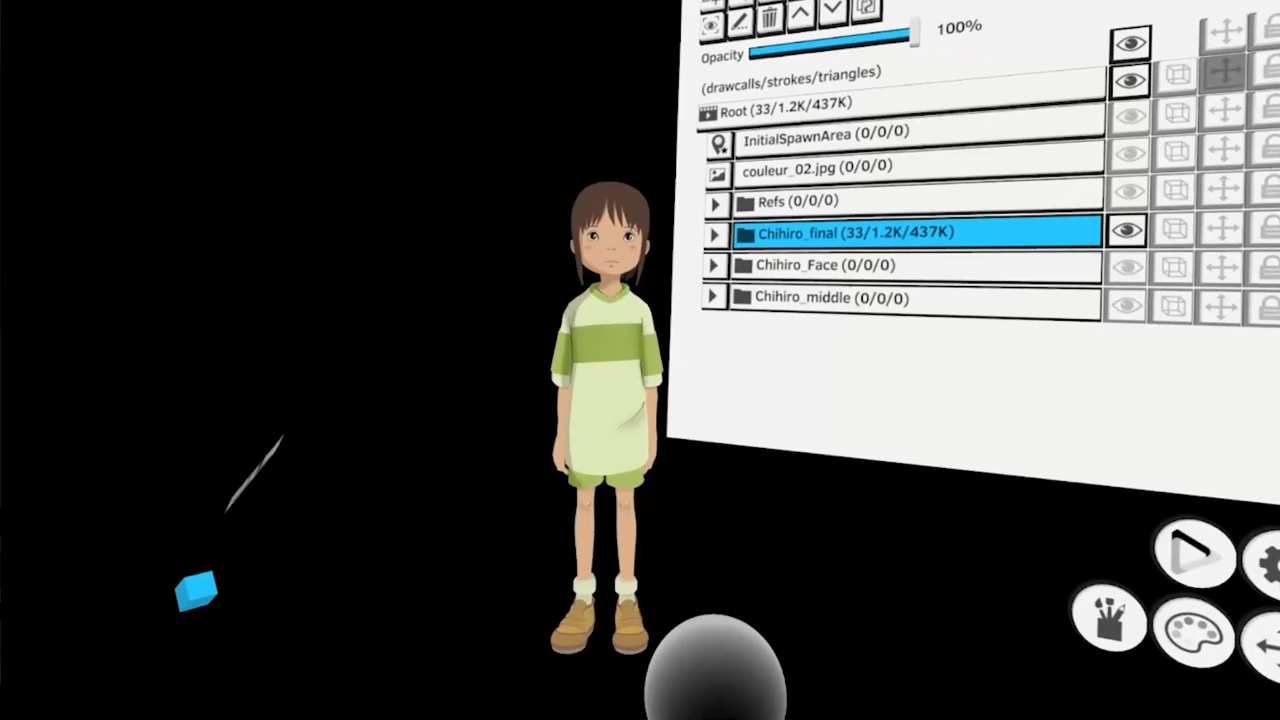 Opacity
100%
(drawcalls/strokes/triangles)
Root (33/1.2K/437K)
InitialSpawnArea (0/0/0)
couleur_02.jpg (0/0/0)
Refs (0/0/0)
Chihiro_final (33/1.2K/437K)
Chihiro_Face (0/0/0)
Chihiro_middle (0/0/0)